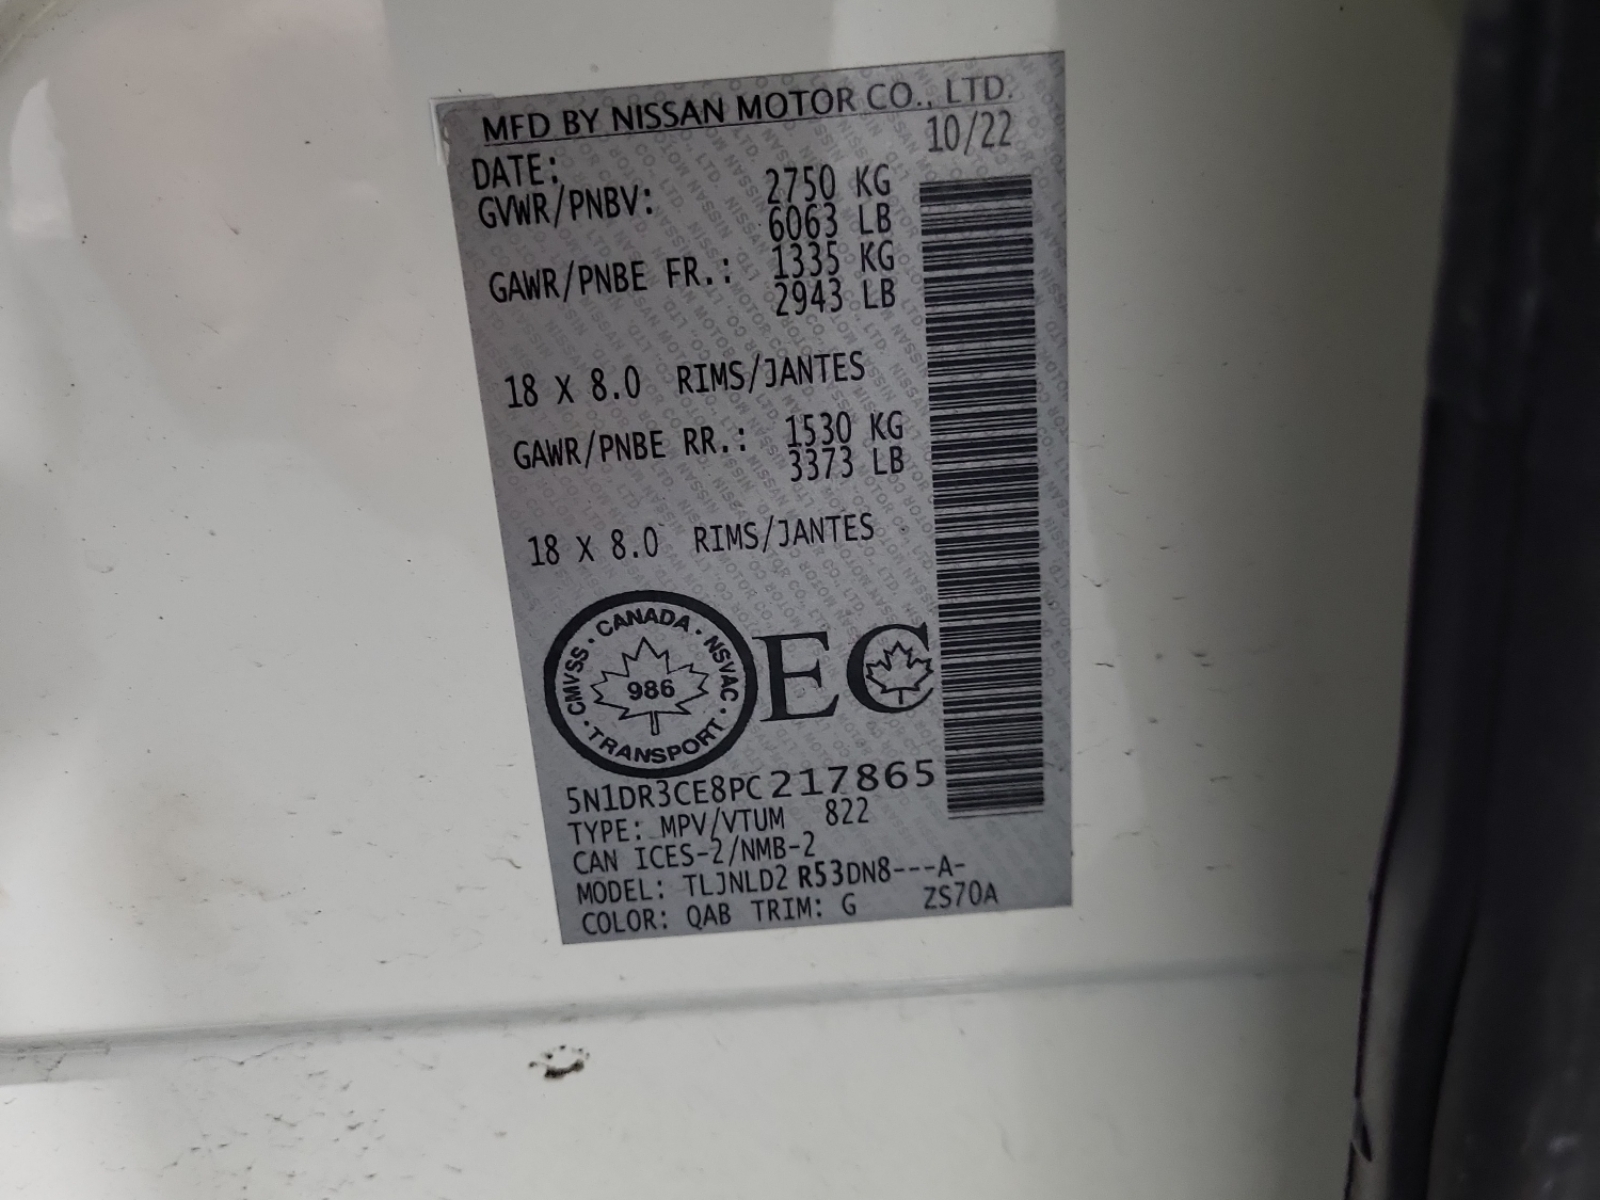 MFD BY NISSAN MOTOR CO., LTD.
DATE: 10/22
GVWR/PNBV: 2750 KG
6063 LB
GAWR/PNBE FR.: 1335 KG
2943 LB
18 X 8.0 RIMS/JANTES
GAWR/PNBE RR.: 1530 KG
3373 LB
18 X 8.0 RIMS/JANTES
CMVSS · CANADA · NSVAC · TRANSPORT ·
986
EC
5N1DR3CE8PC217865
TYPE: MPV/VTUM 822
CAN ICES-2/NMB-2
MODEL: TLJNLD2 R53DN8---A-
COLOR: QAB TRIM: G ZS70A